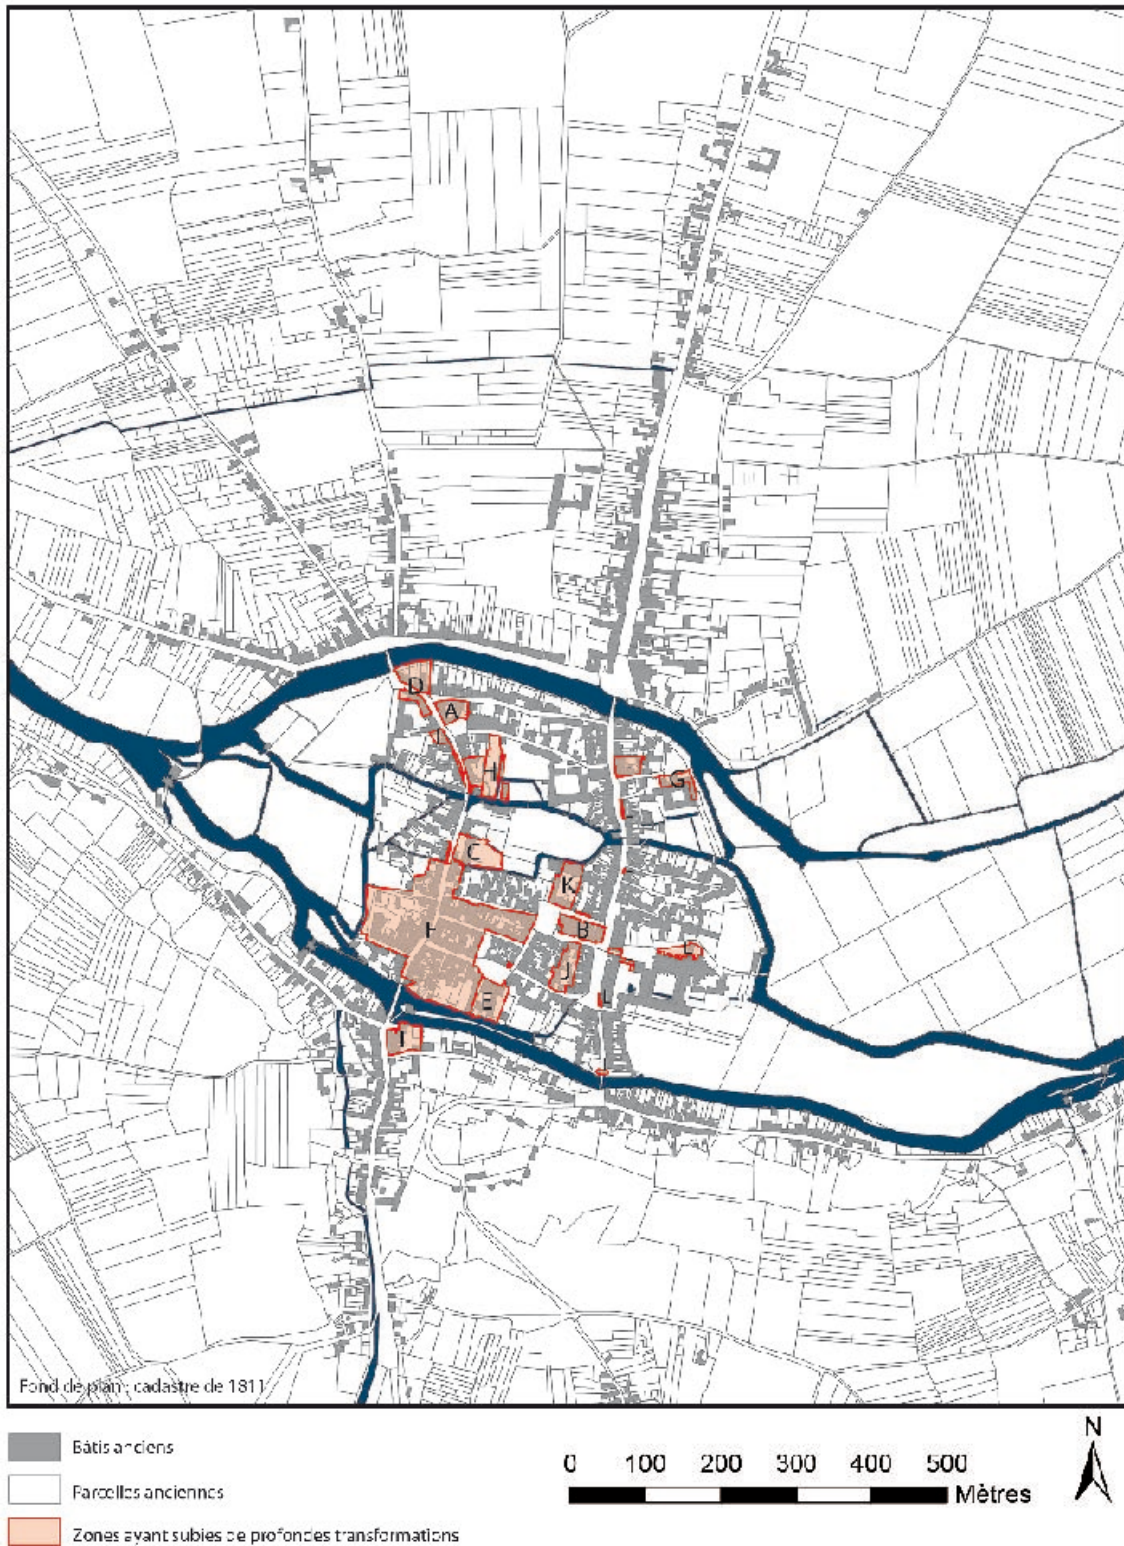 D
A
H
G
C
K
B
J
E
L
I
Fond de plan : cadastre de 1811
N
Bâtis anciens
Parcelles anciennes
Zones ayant subies de profondes transformations
0 100 200 300 400 500
Mètres